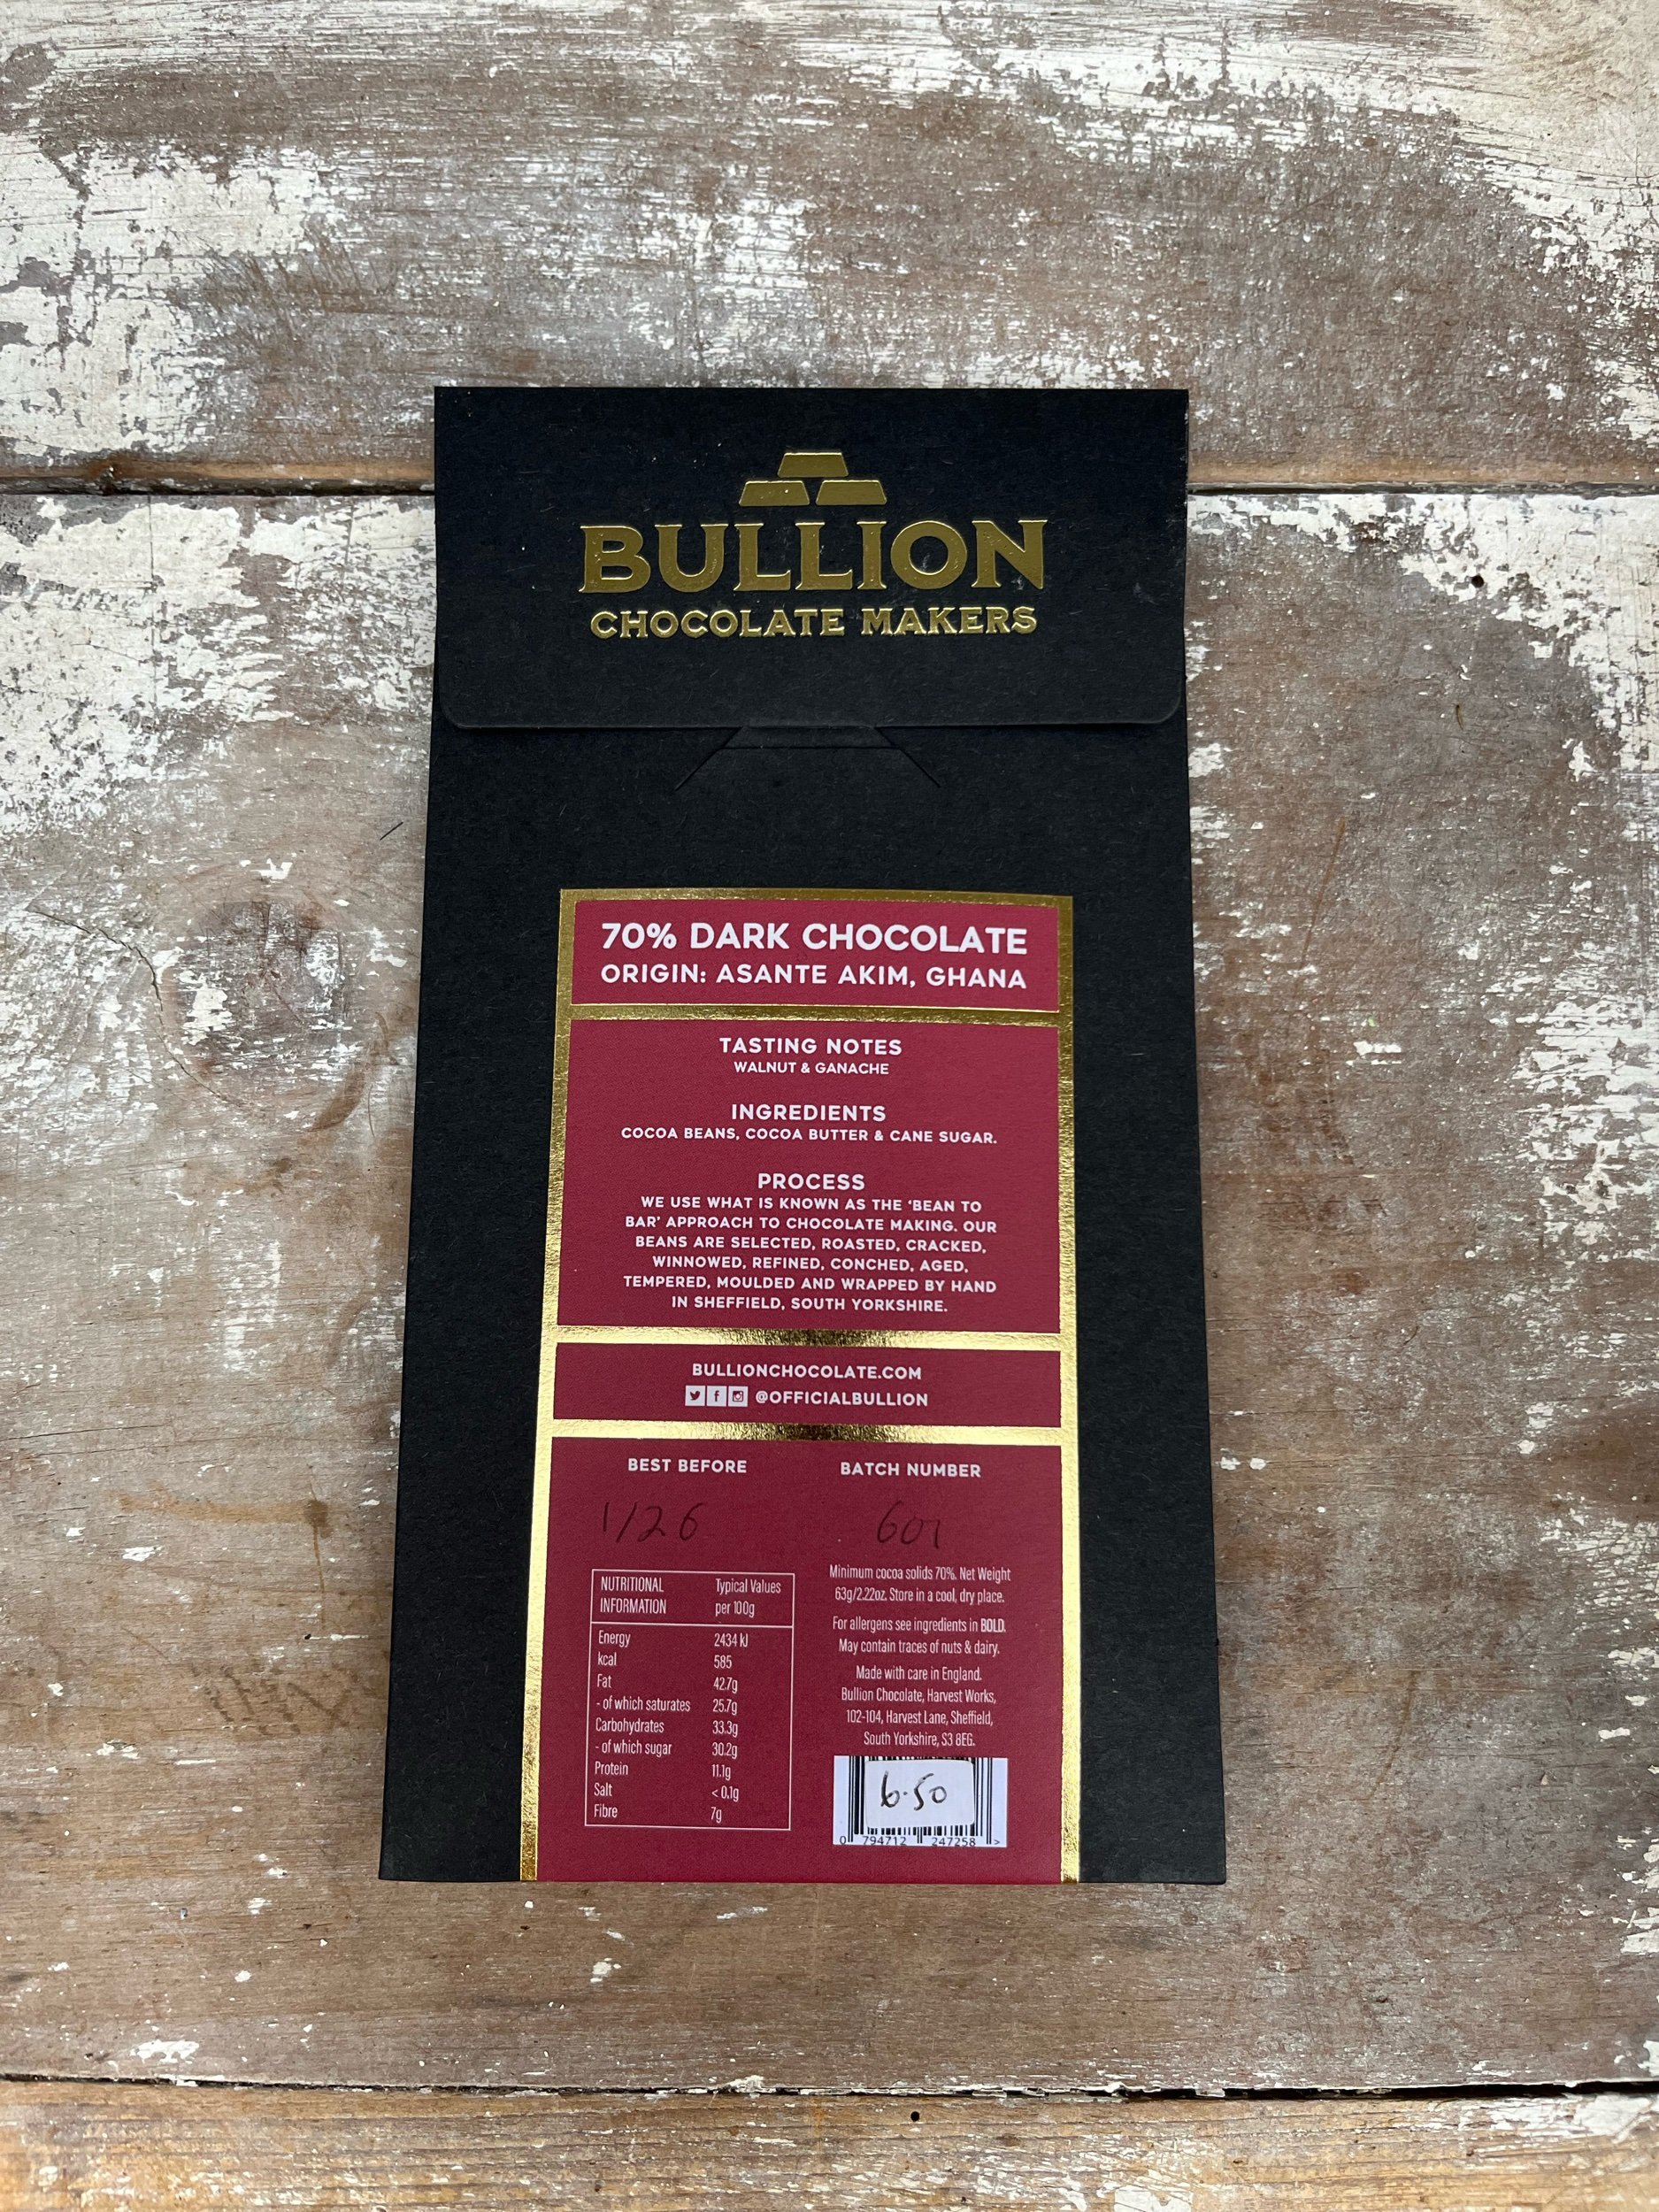 BULLION
CHOCOLATE MAKERS
70% DARK CHOCOLATE
ORIGIN: ASANTE AKIM, GHANA
TASTING NOTES
WALNUT & GANACHE
INGREDIENTS
COCOA BEANS, COCOA BUTTER & CANE SUGAR.
PROCESS
WE USE WHAT IS KNOWN AS THE ‘BEAN TO
BAR’ APPROACH TO CHOCOLATE MAKING. OUR
BEANS ARE SELECTED, ROASTED, CRACKED,
WINNOWED, REFINED, CONCHED, AGED,
TEMPERED, MOULDED AND WRAPPED BY HAND
IN SHEFFIELD, SOUTH YORKSHIRE.
BULLIONCHOCOLATE.COM
@OFFICIALBULLION
BEST BEFORE
1/26
BATCH NUMBER
601
NUTRITIONAL INFORMATION Typical Values per 100g
Energy 2434 kJ
kcal 585
Fat 42.7g
- of which saturates 25.7g
Carbohydrates 33.3g
- of which sugar 30.2g
Protein 11.1g
Salt < 0.1g
Fibre 7g
Minimum cocoa solids 70%. Net Weight
63g/2.22oz. Store in a cool, dry place.
For allergens see ingredients in BOLD.
May contain traces of nuts & dairy.
Made with care in England.
Bullion Chocolate, Harvest Works,
102-104, Harvest Lane, Sheffield,
South Yorkshire, S3 8EG.
6.50
0 794712 247258 >